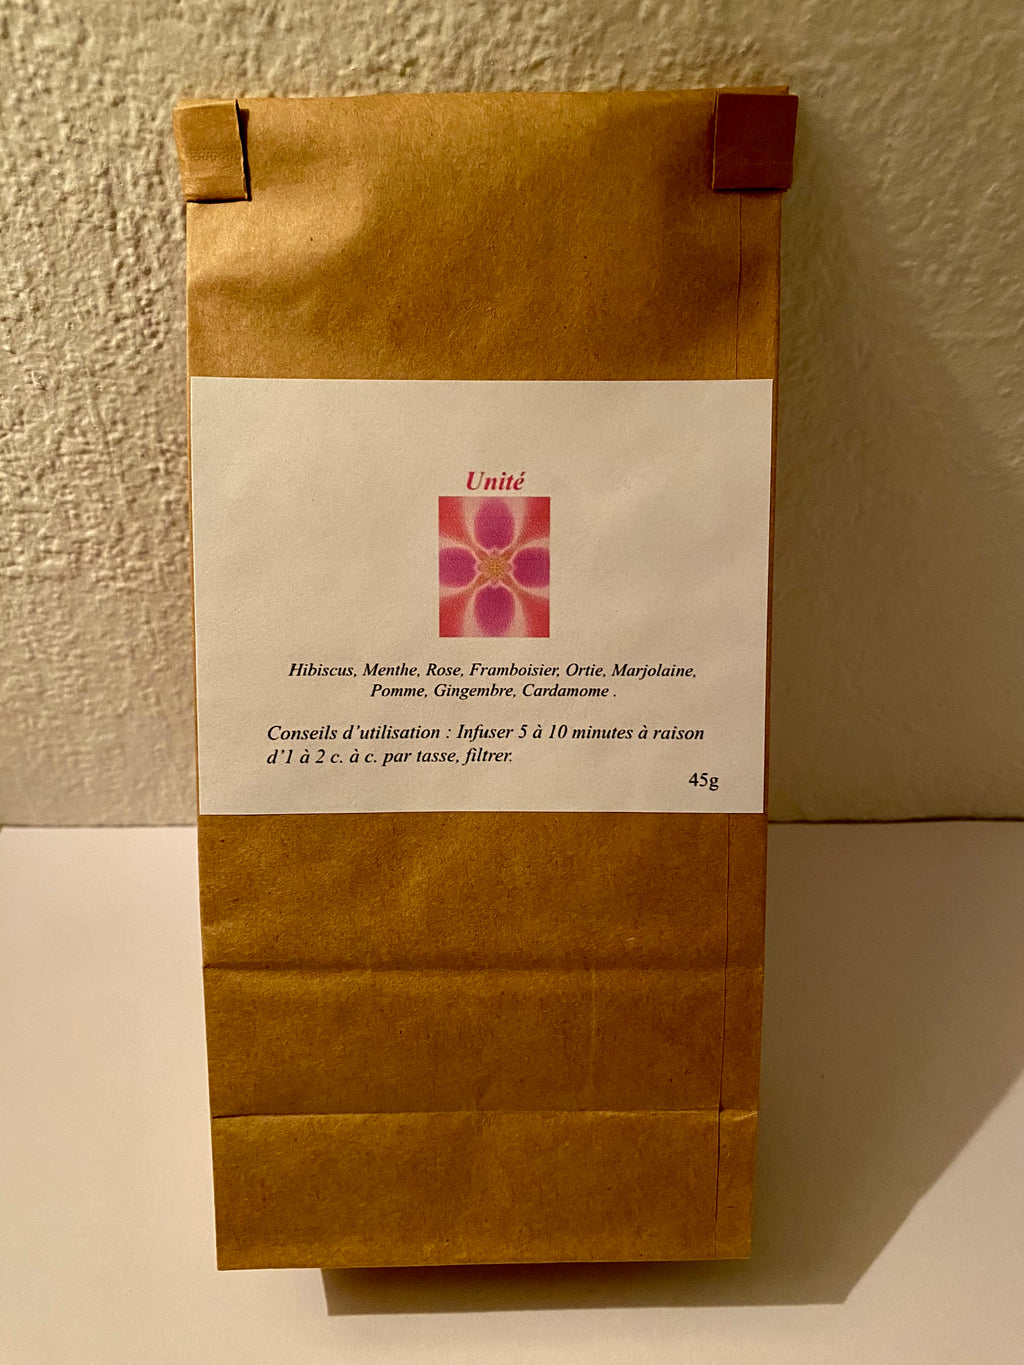 Unité
Hibiscus, Menthe, Rose, Framboisier, Ortie, Marjolaine,
Pomme, Gingembre, Cardamome .
Conseils d’utilisation : Infuser 5 à 10 minutes à raison
d’1 à 2 c. à c. par tasse, filtrer.
45g